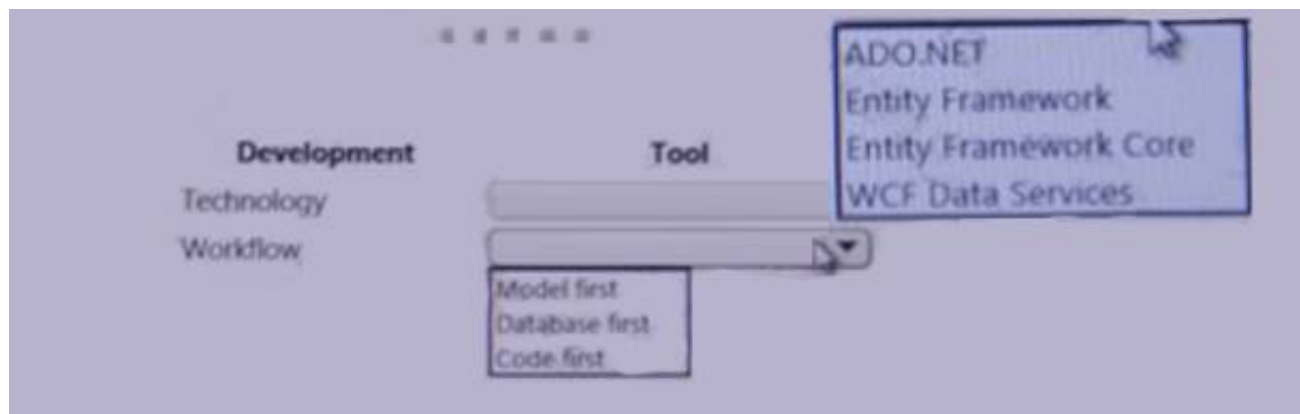 ADO.NET
Entity Framework
Entity Framework Core
WCF Data Services
Development Tool
Technology
Workflow
Model first
Database first
Code first